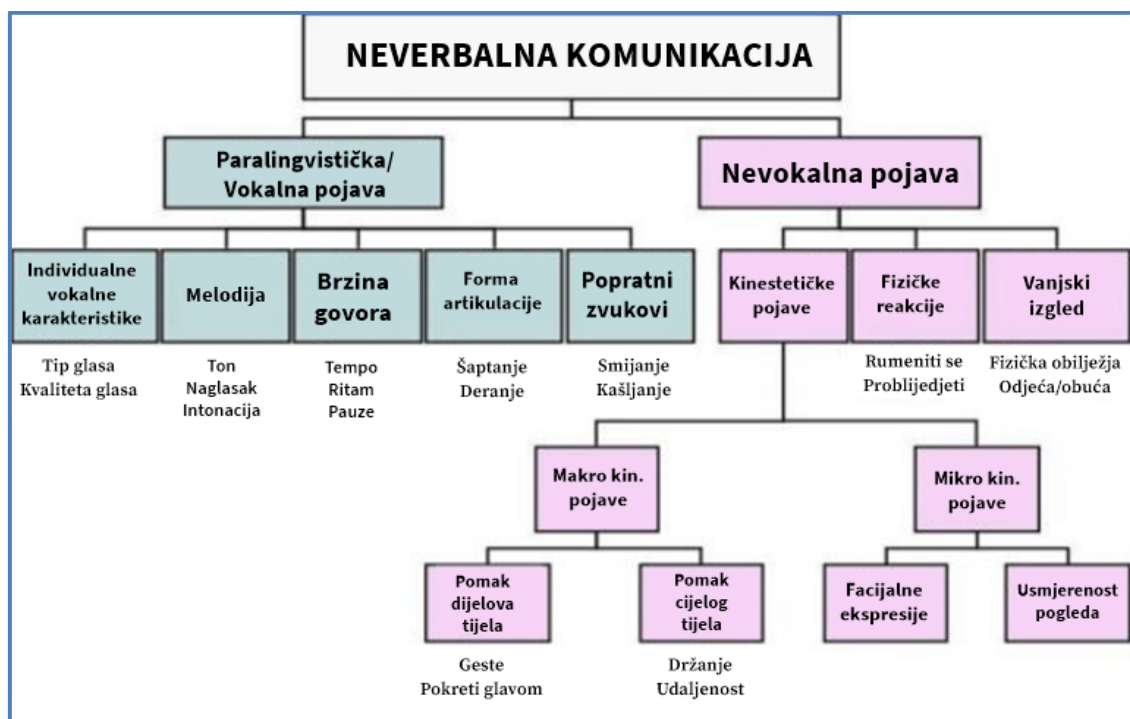 NEVERBALNA KOMUNIKACIJA
Paralingvistička/
Vokalna pojava
Nevokalna pojava
Individualne
vokalne
karakteristike
Melodija
Brzina
govora
Forma
artikulacije
Popratni
zvukovi
Kinestetičke
pojave
Fizičke
reakcije
Vanjski
izgled
Tip glasa
Kvaliteta glasa
Ton
Naglasak
Intonacija
Tempo
Ritam
Pauze
Šaptanje
Deranje
Smijanje
Kašljanje
Rumeniti se
Problijedjeti
Fizička obilježja
Odjeća/obuća
Makro kin.
pojave
Mikro kin.
pojave
Pomak
dijelova
tijela
Pomak
cijelog
tijela
Facijalne
ekspresije
Usmjerenost
pogleda
Geste
Pokreti glavom
Držanje
Udaljenost